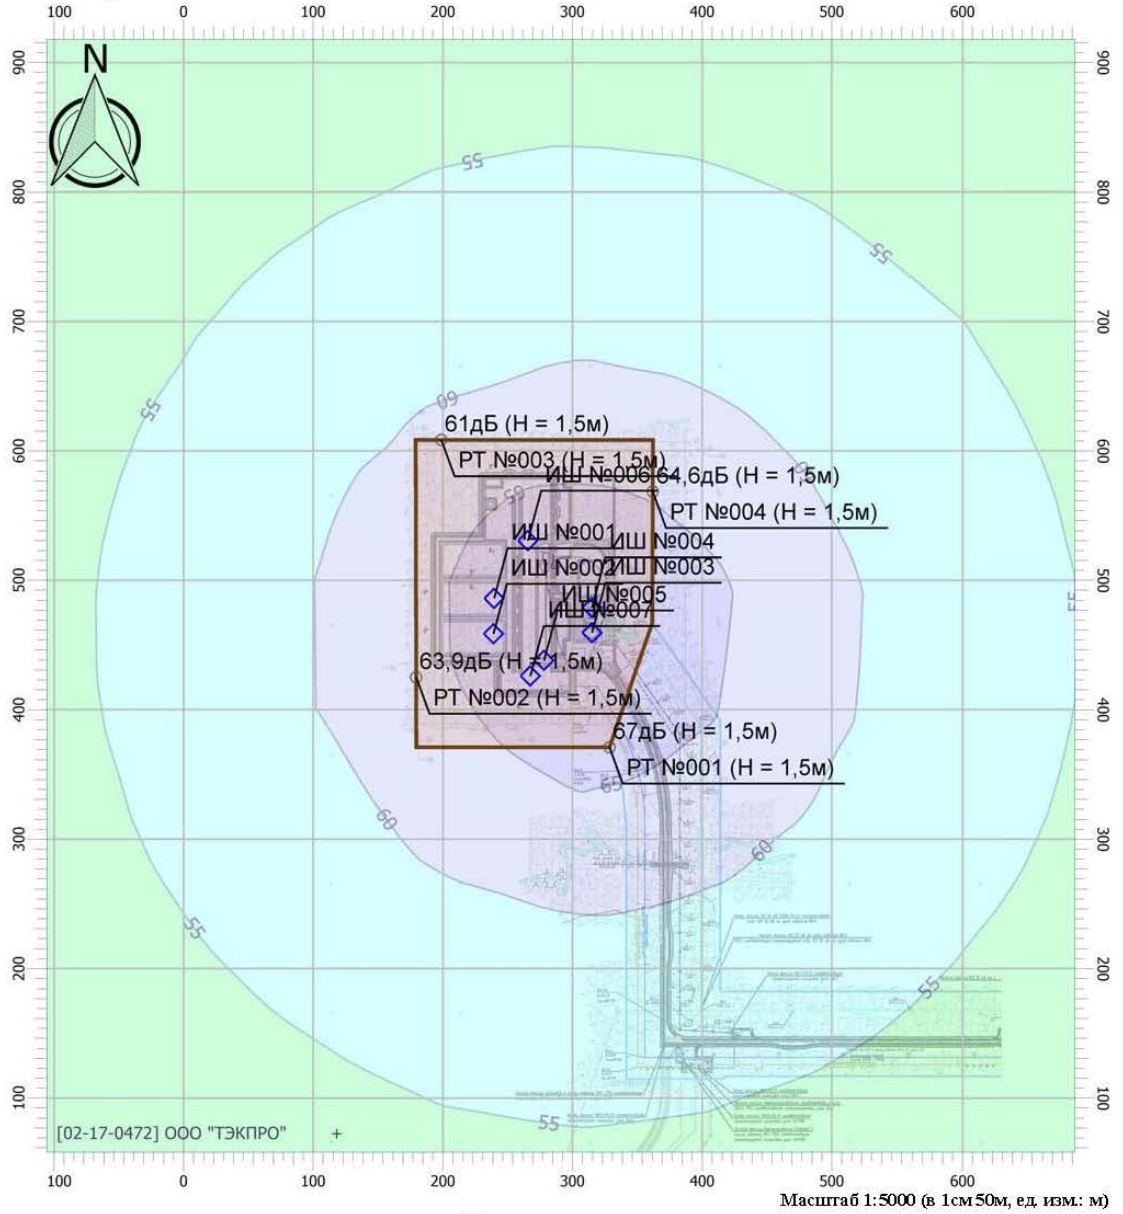 100 0 100 200 300 400 500 600
900 900
N
55
800 800
55
700 700
55
60
61дБ (H = 1,5м)
600 600
РТ №003 (H = 1,5м)
60
ИШ №006 64,6дБ (H = 1,5м)
65
РТ №004 (H = 1,5м)
ИШ №001
ИШ №004
ИШ №002
ИШ №003
500 500
ИШ №005
55
ИШ №007
63,9дБ (H = 1,5м)
РТ №002 (H = 1,5м)
400 400
67дБ (H = 1,5м)
РТ №001 (H = 1,5м)
65
60
300 300
60
55
200 200
55
100 100
55
[02-17-0472] ООО "ТЭКПРО" +
100 0 100 200 300 400 500 600
Масштаб 1:5000 (в 1см 50м, ед. изм.: м)